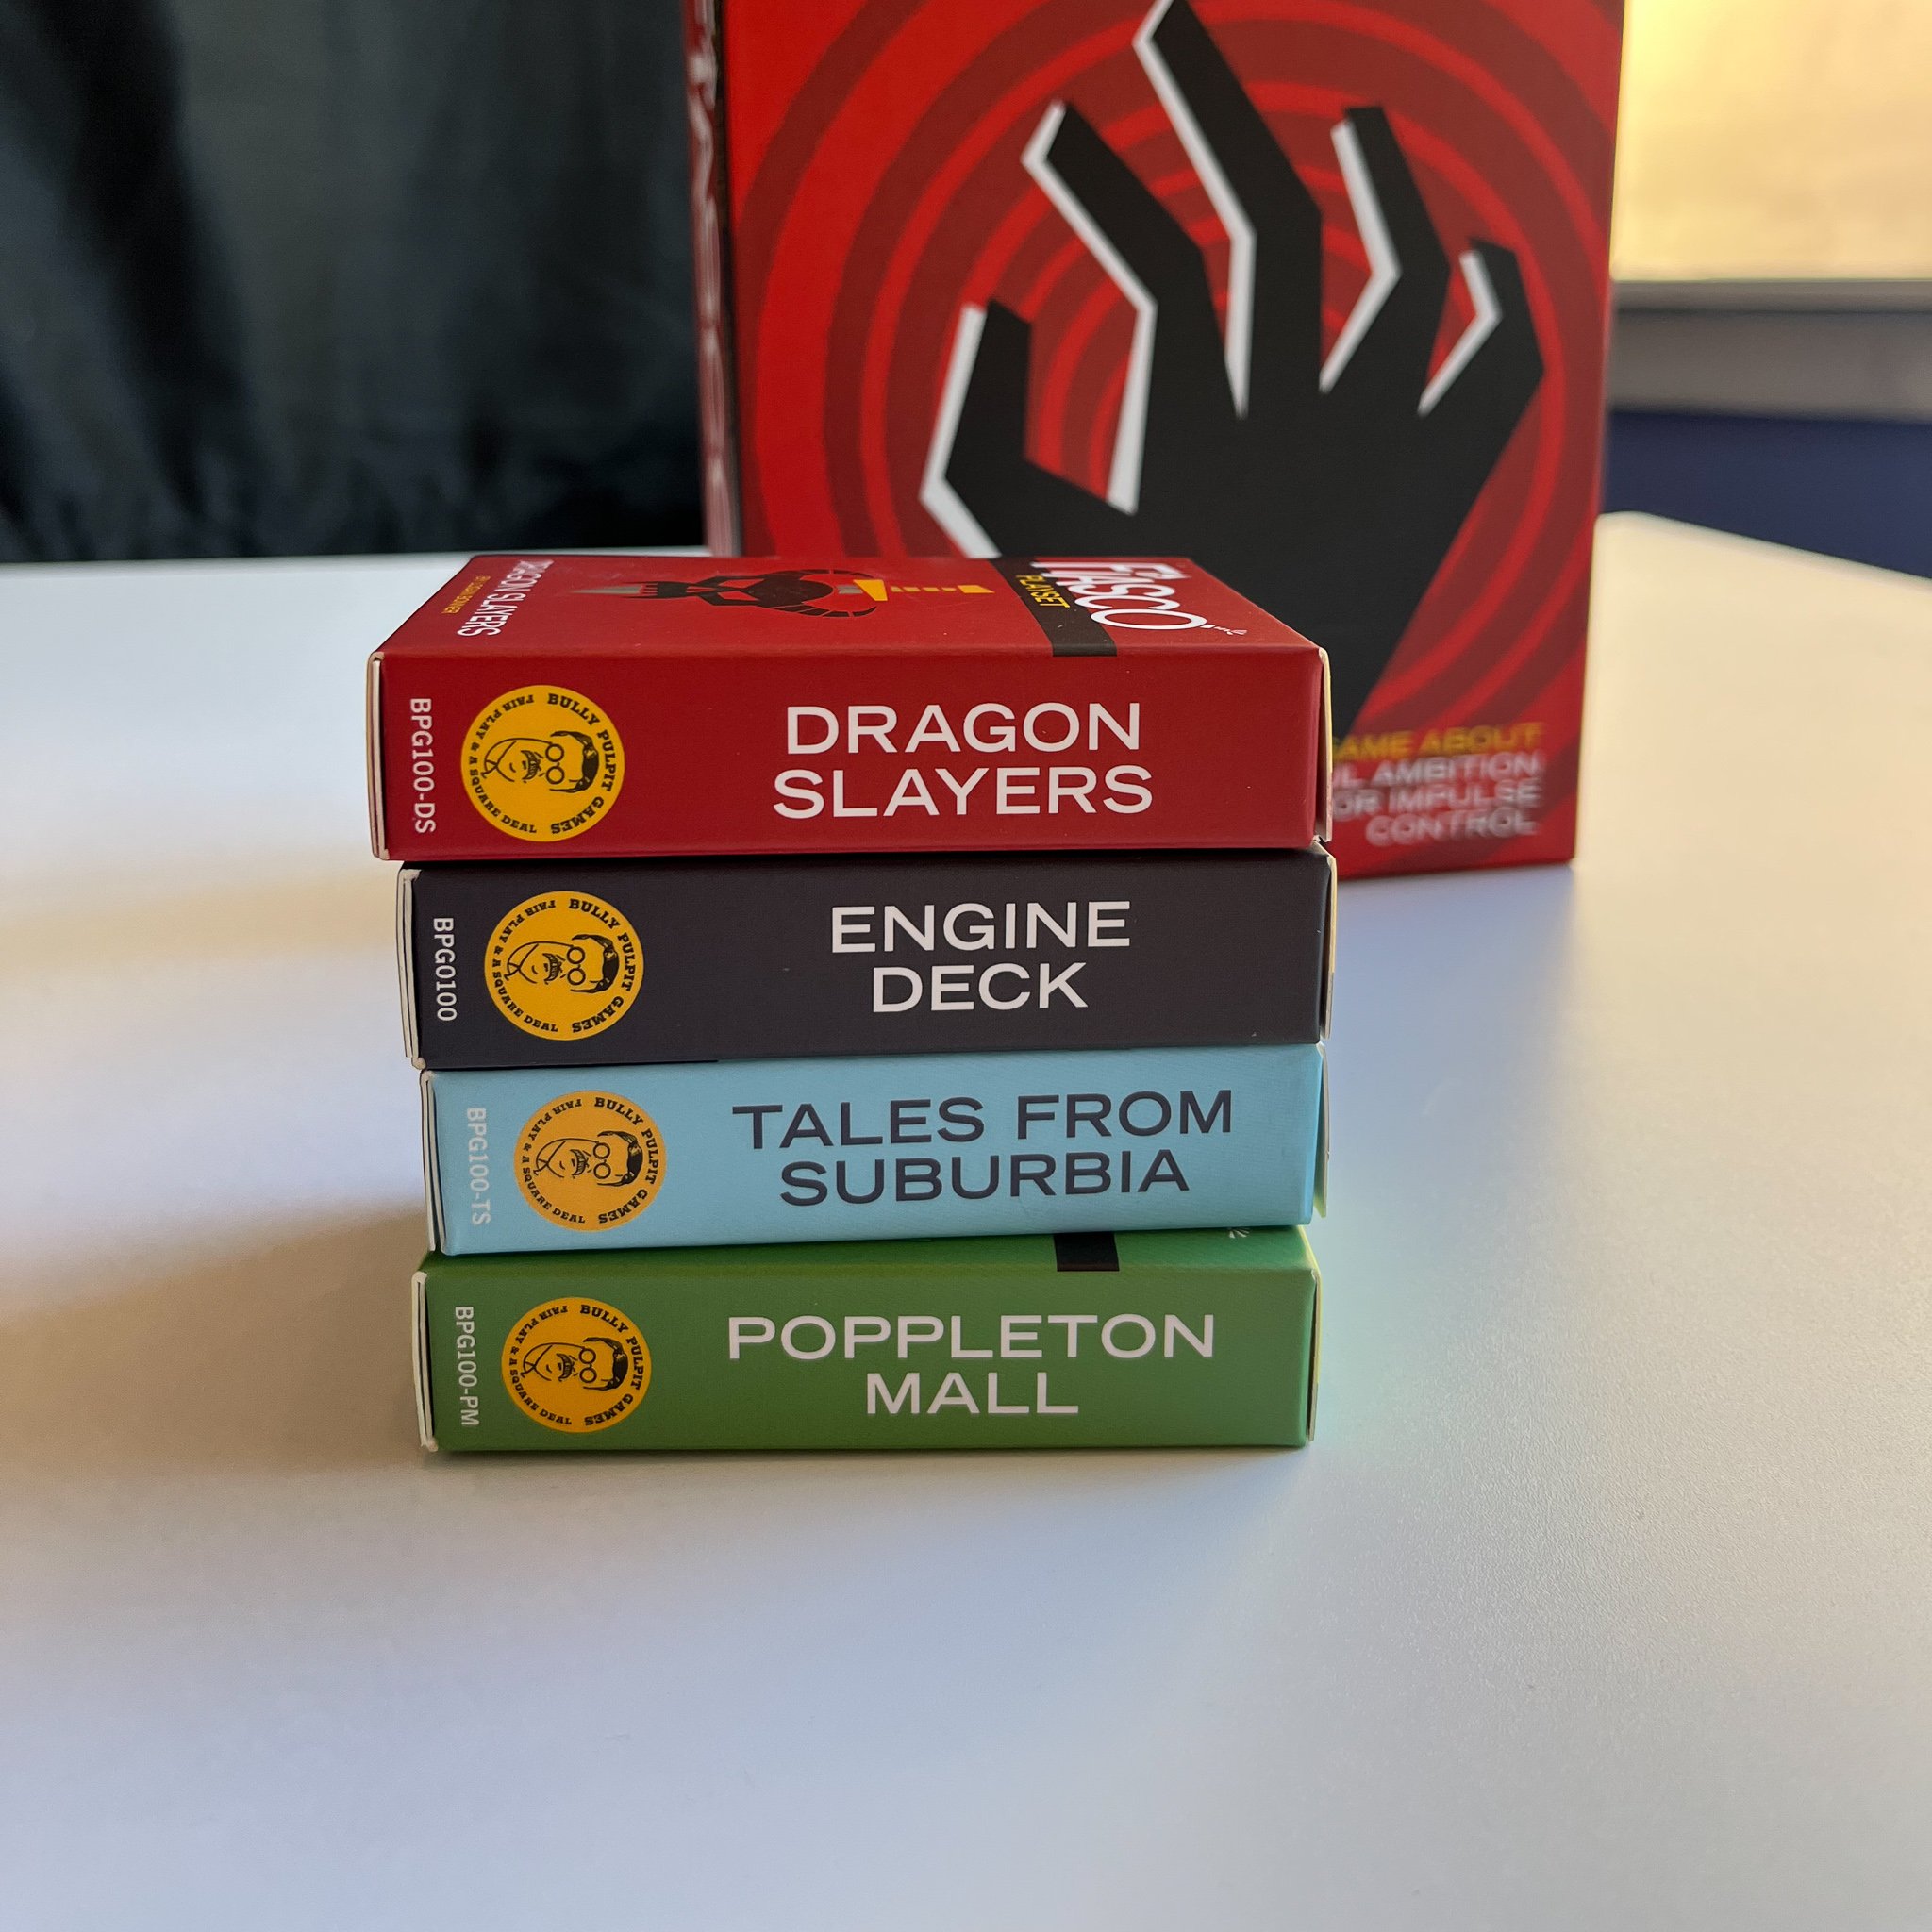 FIASCO
PLAYSET
DRAGON SLAYERS
GAME ABOUT
AMBITION
IMPULSE
CONTROL
BPG100-DS
BULLY PULPIT GAMES
FAIR PLAY & A SQUARE DEAL
DRAGON
SLAYERS
BPG0100
BULLY PULPIT GAMES
FAIR PLAY & A SQUARE DEAL
ENGINE
DECK
BPG100-TS
BULLY PULPIT GAMES
FAIR PLAY & A SQUARE DEAL
TALES FROM
SUBURBIA
BPG100-PM
BULLY PULPIT GAMES
FAIR PLAY & A SQUARE DEAL
POPPLETON
MALL